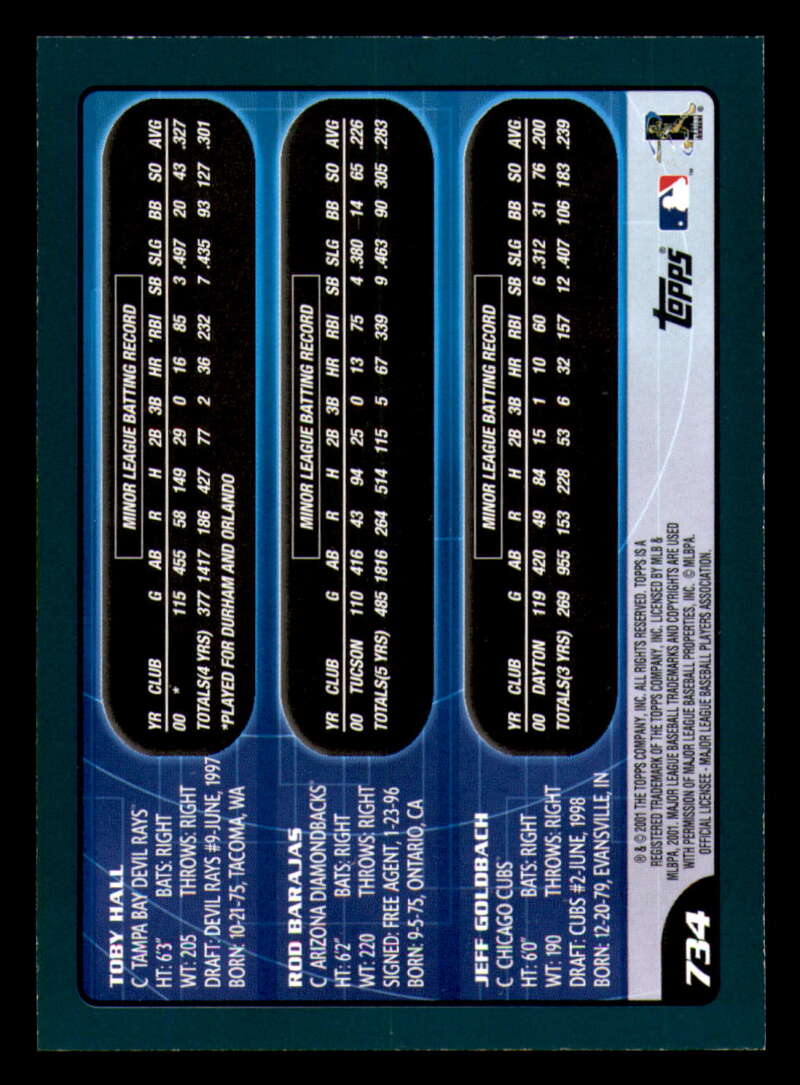 TOBY HALL
C TAMPA BAY DEVIL RAYS™
HT: 6'3" BATS: RIGHT
WT: 205 THROWS: RIGHT
DRAFT: DEVIL RAYS #9-JUNE, 1997
BORN: 10-21-75, TACOMA, WA
MINOR LEAGUE BATTING RECORD
YR CLUB G AB R H 2B 3B HR RBI SB SLG BB SO AVG
00 * 115 455 58 149 29 0 16 85 3 .497 20 43 .327
TOTALS(4 YRS) 377 1417 186 427 77 2 36 232 7 .435 93 127 .301
*PLAYED FOR DURHAM AND ORLANDO
ROD BARAJAS
C ARIZONA DIAMONDBACKS™
HT: 6'2" BATS: RIGHT
WT: 220 THROWS: RIGHT
SIGNED: FREE AGENT, 1-23-96
BORN: 9-5-75, ONTARIO, CA
MINOR LEAGUE BATTING RECORD
YR CLUB G AB R H 2B 3B HR RBI SB SLG BB SO AVG
00 TUCSON 110 416 43 94 25 0 13 75 4 .380 14 65 .226
TOTALS(5 YRS) 485 1816 264 514 115 5 67 339 9 .463 90 305 .283
JEFF GOLDBACH
C CHICAGO CUBS™
HT: 6'0" BATS: RIGHT
WT: 190 THROWS: RIGHT
DRAFT: CUBS #2-JUNE, 1998
BORN: 12-20-79, EVANSVILLE, IN
MINOR LEAGUE BATTING RECORD
YR CLUB G AB R H 2B 3B HR RBI SB SLG BB SO AVG
00 DAYTON 119 420 49 84 15 1 10 60 6 .312 31 76 .200
TOTALS(3 YRS) 269 955 153 228 53 6 32 157 12 .407 106 183 .239
734
® & © 2001 THE TOPPS COMPANY, INC. ALL RIGHTS RESERVED. TOPPS IS A
REGISTERED TRADEMARK OF THE TOPPS COMPANY, INC. LICENSED BY MLB &
MLBPA, 2001. MAJOR LEAGUE BASEBALL TRADEMARKS AND COPYRIGHTS ARE USED
WITH PERMISSION OF MAJOR LEAGUE BASEBALL PROPERTIES, INC. © MLBPA.
OFFICIAL LICENSEE - MAJOR LEAGUE BASEBALL PLAYERS ASSOCIATION.
TOPPS®